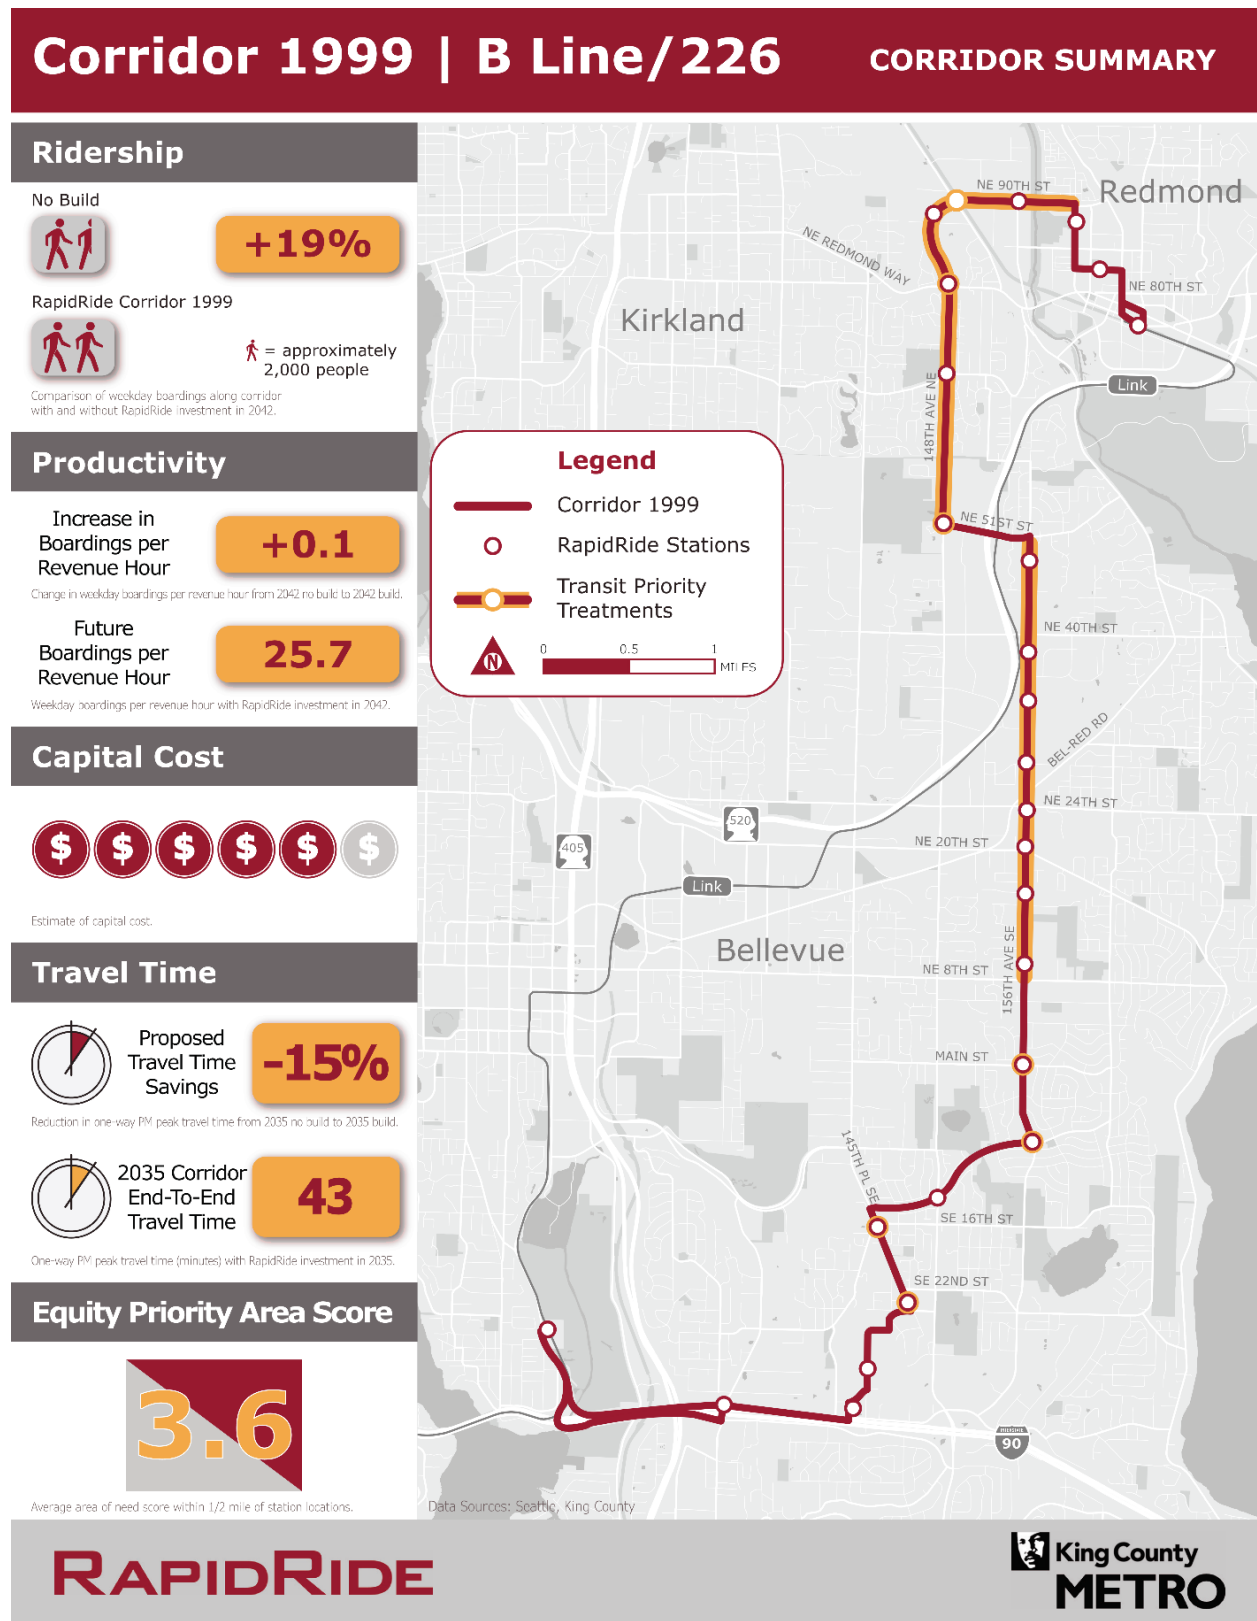 Corridor 1999 | B Line/226
CORRIDOR SUMMARY
Ridership
No Build
+19%
RapidRide Corridor 1999
= approximately
2,000 people
Comparison of weekday boardings along corridor
with and without RapidRide investment in 2042.
Productivity
Increase in
Boardings per
Revenue Hour
+0.1
Change in weekday boardings per revenue hour from 2042 no build to 2042 build.
Future
Boardings per
Revenue Hour
25.7
Weekday boardings per revenue hour with RapidRide investment in 2042.
Capital Cost
$ $ $ $ $ $
Estimate of capital cost.
Travel Time
Proposed
Travel Time
Savings
-15%
Reduction in one-way PM peak travel time from 2035 no build to 2035 build.
2035 Corridor
End-To-End
Travel Time
43
One-way PM peak travel time (minutes) with RapidRide investment in 2035.
Equity Priority Area Score
3.6
Average area of need score within 1/2 mile of station locations.
Redmond
NE 90TH ST
NE REDMOND WAY
NE 80TH ST
Kirkland
Link
148TH AVE NE
Legend
Corridor 1999
RapidRide Stations
Transit Priority
Treatments
N
0 0.5 1
MILES
NE 51ST ST
NE 40TH ST
BEL-RED RD
NE 24TH ST
520
NE 20TH ST
405
Link
Bellevue
156TH AVE SE
NE 8TH ST
MAIN ST
145TH PL SE
SE 16TH ST
SE 22ND ST
90
Data Sources: Seattle, King County
RAPIDRIDE
King County
METRO